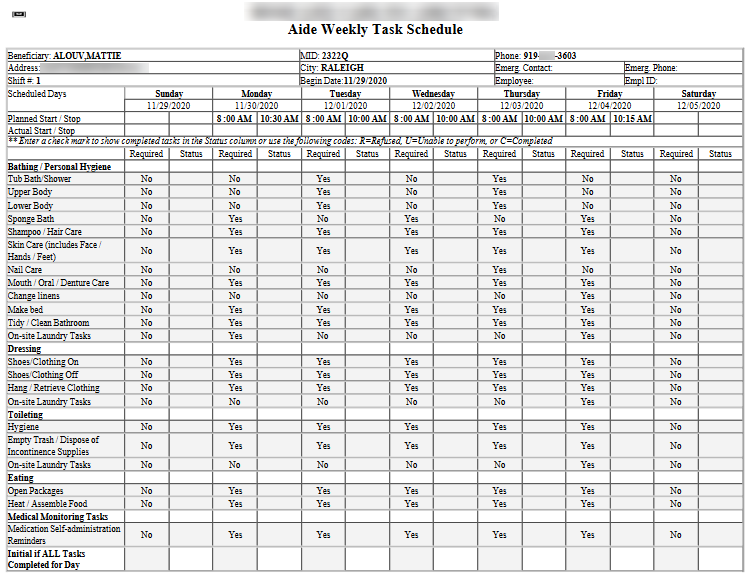 Aide Weekly Task Schedule
Beneficiary: ALOUV,MATTIE MID: 2322Q Phone: 919- -3603
Address: City: RALEIGH Emerg. Contact: Emerg. Phone:
Shift #: 1 Begin Date:11/29/2020 Employee: Empl ID:
Scheduled Days Sunday Monday Tuesday Wednesday Thursday Friday Saturday
11/29/2020 11/30/2020 12/01/2020 12/02/2020 12/03/2020 12/04/2020 12/05/2020
Planned Start / Stop 8 :00 AM 10:30 AM 8 :00 AM 10:00 AM 8 :00 AM 10:00 AM 8 :00 AM 10:00 AM 8 :00 AM 10:15 AM
Actual Start / Stop
** Enter a check mark to show completed tasks in the Status column or use the following codes: R=Refused, U=Unable to perform, or C=Completed
Required Status Required Status Required Status Required Status Required Status Required Status Required Status
Bathing / Personal Hygiene
Tub Bath/Shower No No Yes No Yes No No
Upper Body No No Yes No Yes No No
Lower Body No No Yes No Yes No No
Sponge Bath No Yes No Yes No Yes No
Shampoo / Hair Care No Yes Yes Yes Yes Yes No
Skin Care (includes Face /
Hands / Feet) No Yes Yes Yes Yes Yes No
Nail Care No No No No Yes No No
Mouth / Oral / Denture Care No Yes Yes Yes Yes Yes No
Change linens No No No No No Yes No
Make bed No Yes Yes Yes Yes Yes No
Tidy / Clean Bathroom No Yes Yes Yes Yes Yes No
On-site Laundry Tasks No Yes No No No Yes No
Dressing
Shoes/Clothing On No Yes Yes Yes Yes Yes No
Shoes/Clothing Off No Yes Yes Yes Yes Yes No
Hang / Retrieve Clothing No Yes Yes Yes Yes Yes No
On-site Laundry Tasks No No No No No Yes No
Toileting
Hygiene No Yes Yes Yes Yes Yes No
Empty Trash / Dispose of
Incontinence Supplies No Yes Yes Yes Yes Yes No
On-site Laundry Tasks No No No No No Yes No
Eating
Open Packages No Yes Yes Yes Yes Yes No
Heat / Assemble Food No Yes Yes Yes Yes Yes No
Medical Monitoring Tasks
Medication Self-administration
Reminders No Yes Yes Yes Yes Yes No
Initial if ALL Tasks
Completed for Day